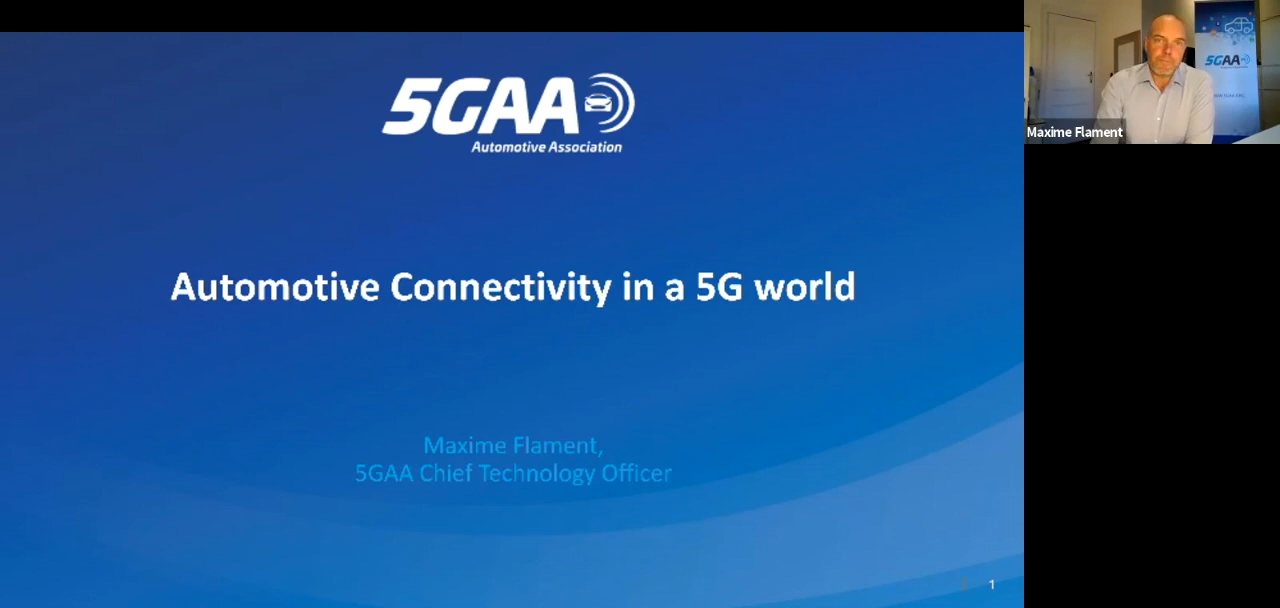 5GAA
Automotive Association
Automotive Connectivity in a 5G world
Maxime Flament,
5GAA Chief Technology Officer
1
5GAA
Maxime Flament